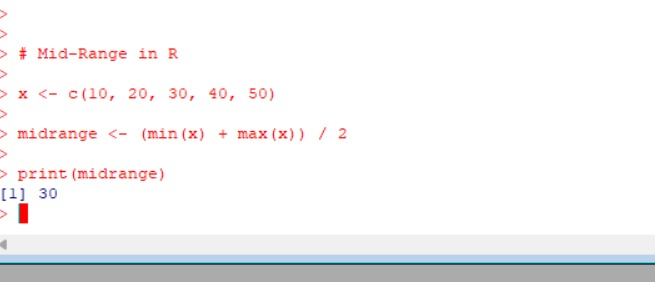 >
>
> # Mid-Range in R
>
> x <- c(10, 20, 30, 40, 50)
>
> midrange <- (min(x) + max(x)) / 2
>
> print(midrange)
[1] 30
>